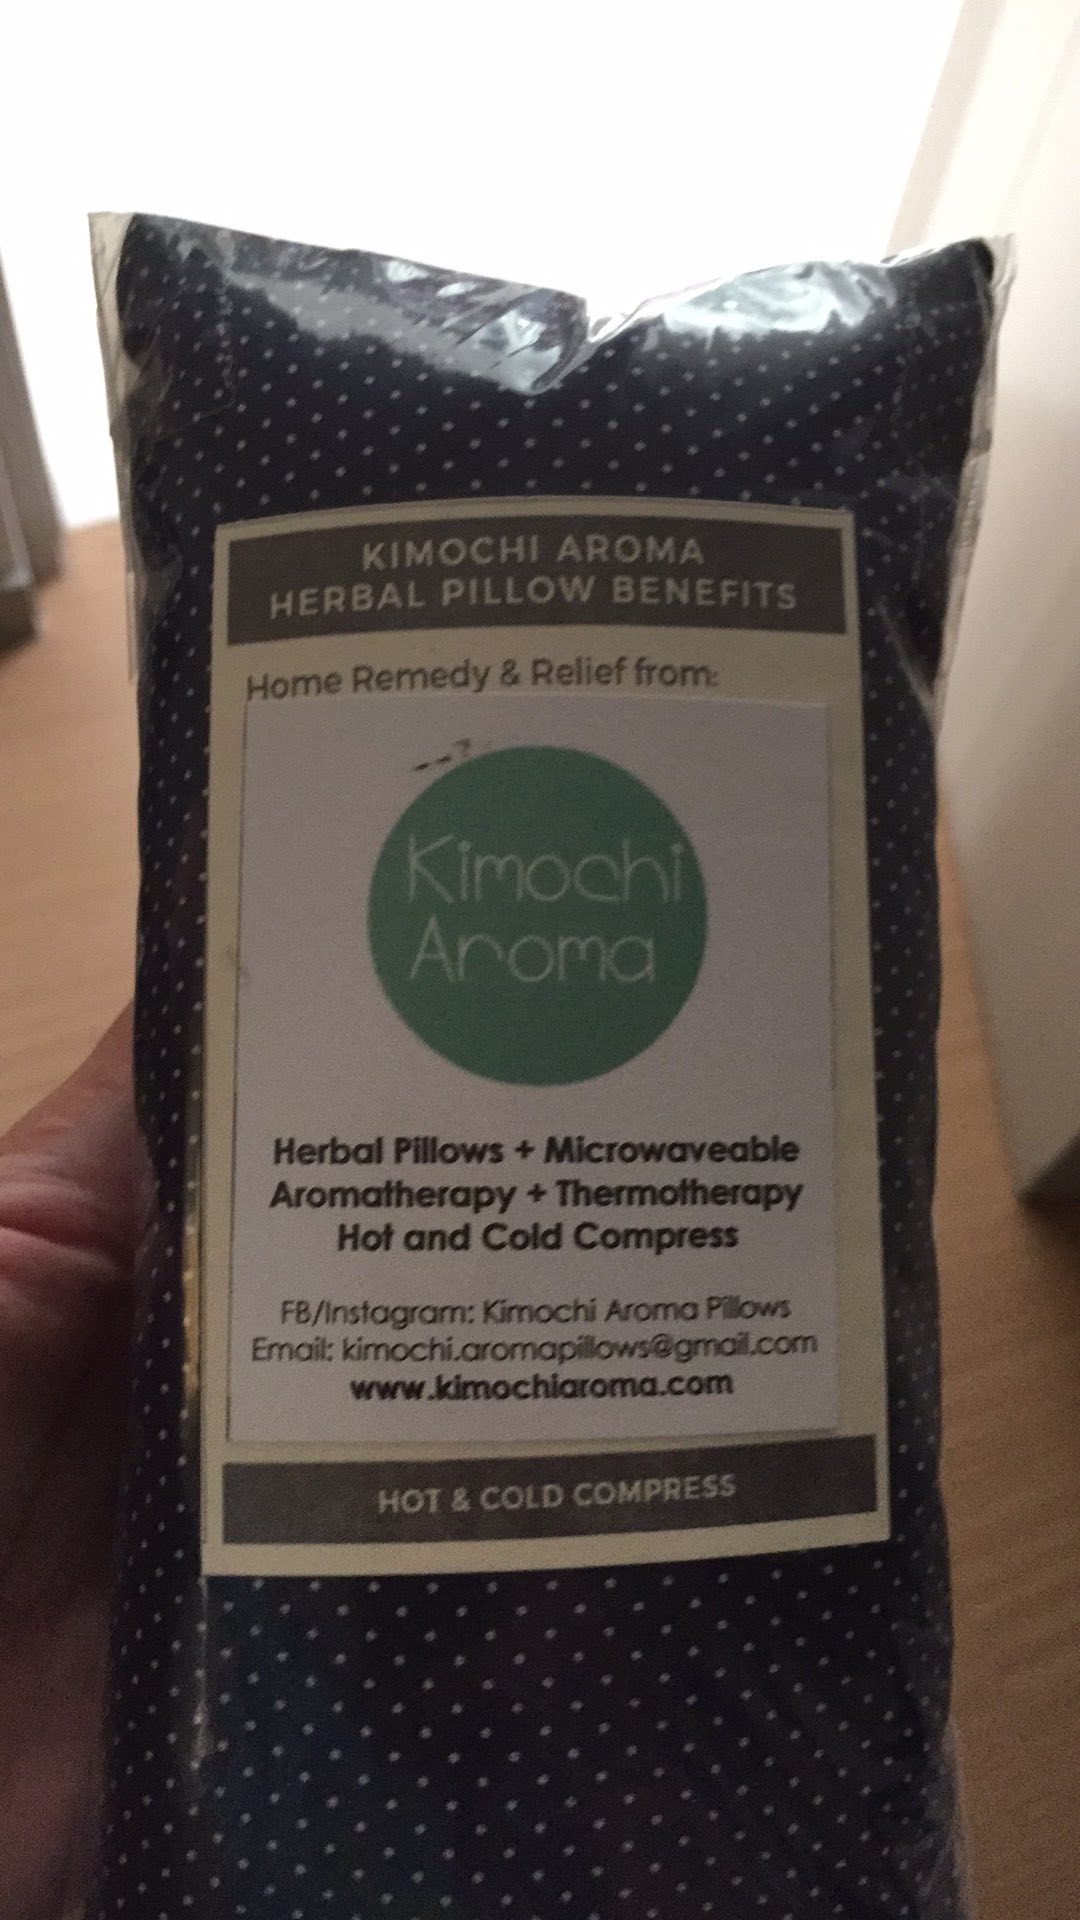 KIMOCHI AROMA
HERBAL PILLOW BENEFITS
Home Remedy & Relief from:
Kimochi
Aroma
Herbal Pillows + Microwaveable
Aromatherapy + Thermotherapy
Hot and Cold Compress
FB/Instagram: Kimochi Aroma Pillows
Email: kimochi.aromapillows@gmail.com
www.kimochiaroma.com
HOT & COLD COMPRESS